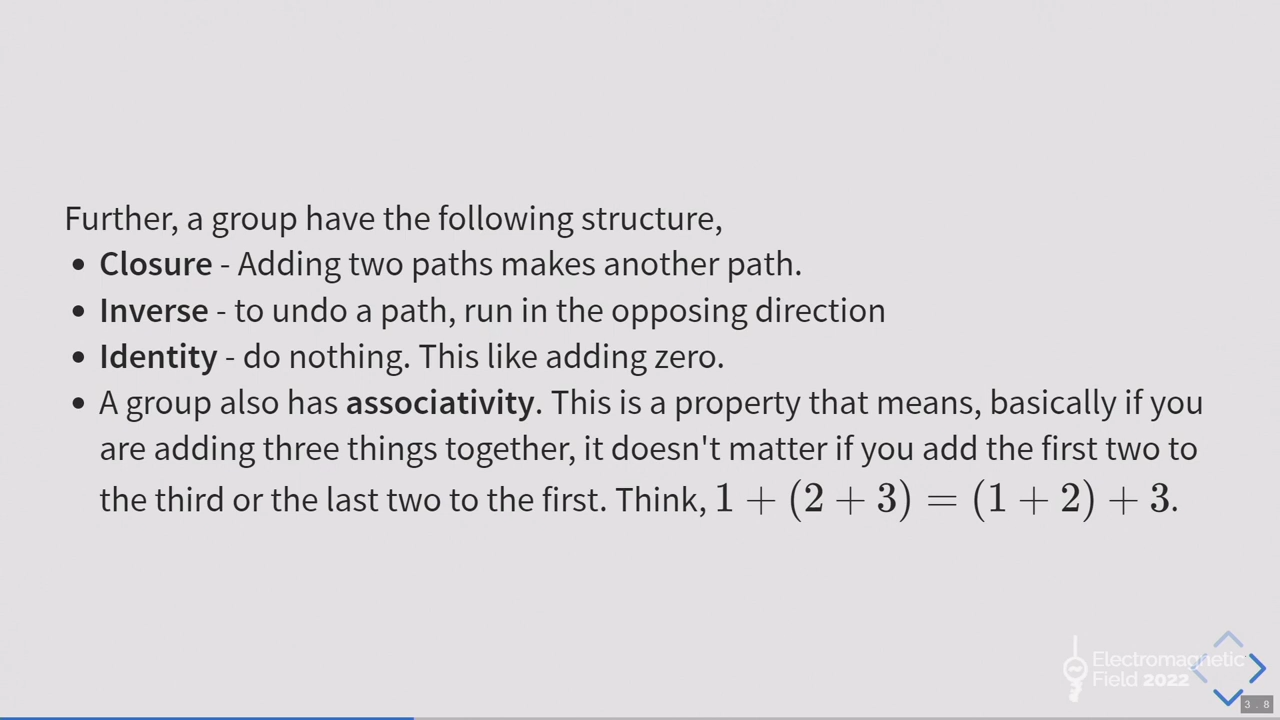 Further, a group have the following structure,
• Closure - Adding two paths makes another path.
• Inverse - to undo a path, run in the opposing direction
• Identity - do nothing. This like adding zero.
• A group also has associativity. This is a property that means, basically if you
are adding three things together, it doesn't matter if you add the first two to
the third or the last two to the first. Think, 1 + (2 + 3) = (1 + 2) + 3.
Electromagnetic
Field 2022
3 . 8